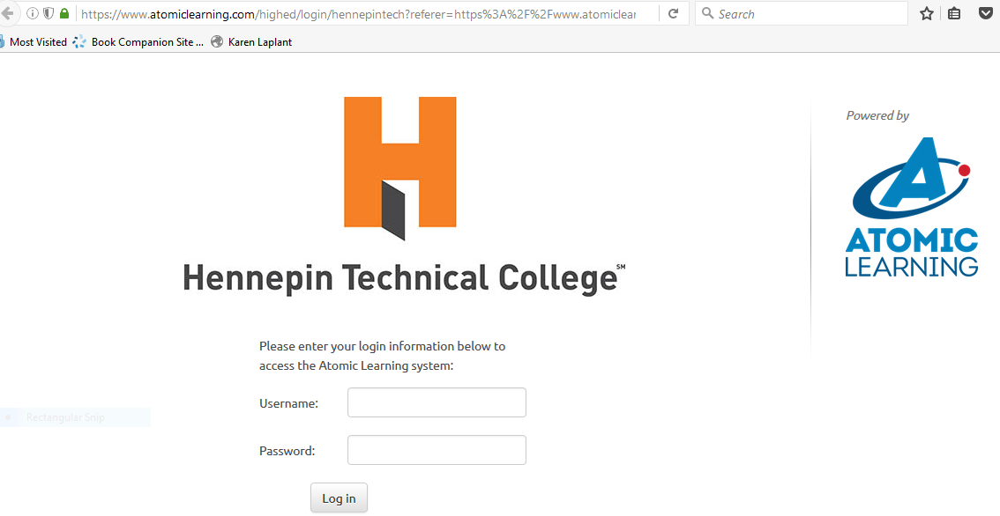 https://www.atomiclearning.com/highed/login/hennepintech?referer=https%3A%2F%2Fwww.atomiclear
Search
Most Visited
Book Companion Site ...
Karen Laplant
Powered by
ATOMIC
LEARNING
Hennepin Technical College℠
Please enter your login information below to
access the Atomic Learning system:
Username:
Rectangular Snip
Password:
Log in